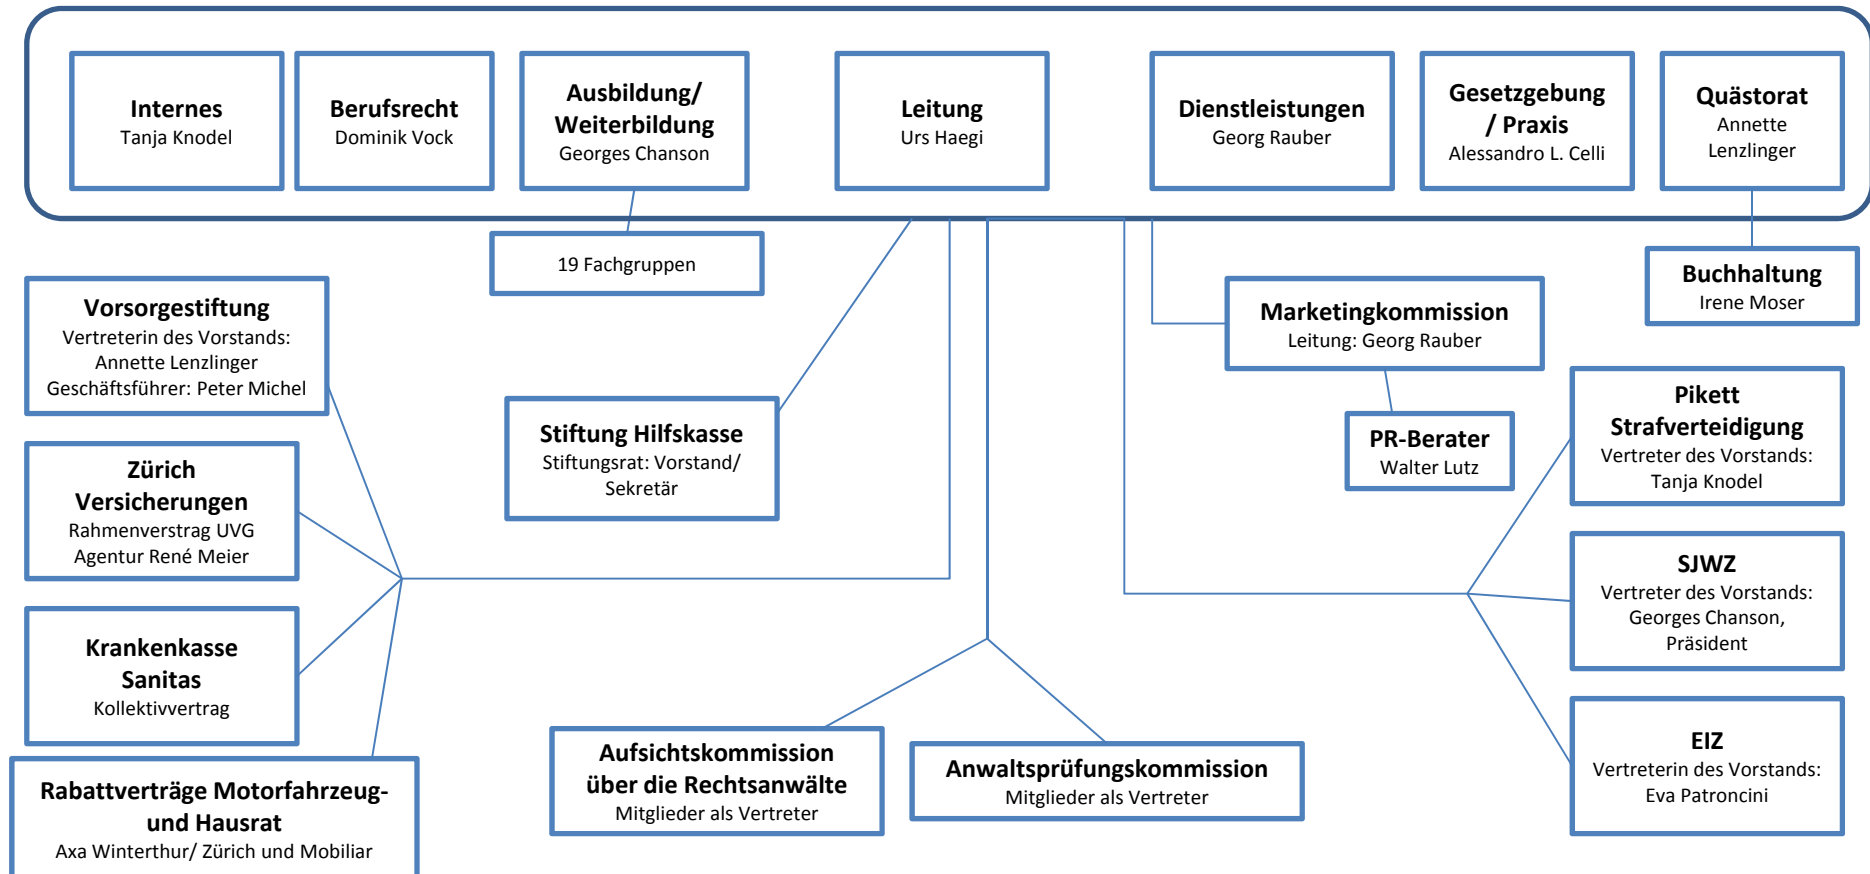 Internes
Tanja Knodel
Berufsrecht
Dominik Vock
Ausbildung/
Weiterbildung
Georges Chanson
Leitung
Urs Haegi
Dienstleistungen
Georg Rauber
Gesetzgebung
/ Praxis
Alessandro L. Celli
Quästorat
Annette
Lenzlinger
19 Fachgruppen
Buchhaltung
Irene Moser
Vorsorgestiftung
Vertreterin des Vorstands:
Annette Lenzlinger
Geschäftsführer: Peter Michel
Marketingkommission
Leitung: Georg Rauber
Stiftung Hilfskasse
Stiftungsrat: Vorstand/
Sekretär
PR-Berater
Walter Lutz
Pikett
Strafverteidigung
Vertreter des Vorstands:
Tanja Knodel
Zürich
Versicherungen
Rahmenverstrag UVG
Agentur René Meier
SJWZ
Vertreter des Vorstands:
Georges Chanson,
Präsident
Krankenkasse
Sanitas
Kollektivvertrag
EIZ
Vertreterin des Vorstands:
Eva Patroncini
Aufsichtskommission
über die Rechtsanwälte
Mitglieder als Vertreter
Anwaltsprüfungskommission
Mitglieder als Vertreter
Rabattverträge Motorfahrzeug-
und Hausrat
Axa Winterthur/ Zürich und Mobiliar